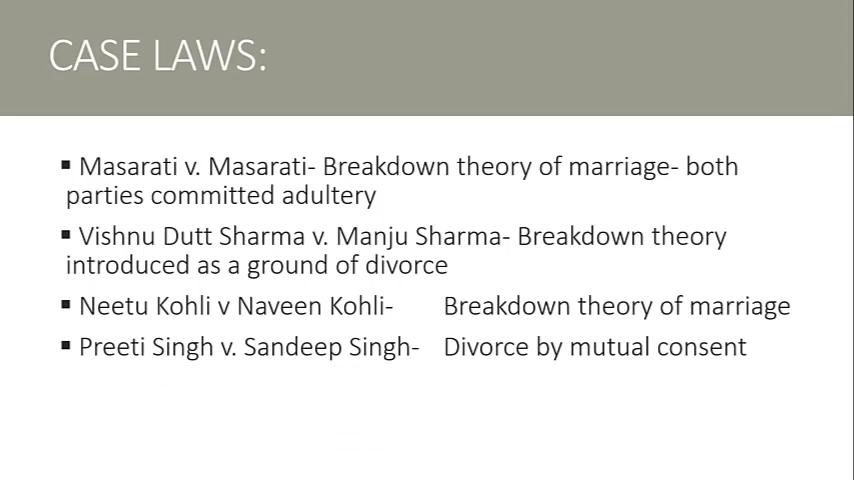 CASE LAWS:
▪ Masarati v. Masarati- Breakdown theory of marriage- both
parties committed adultery
▪ Vishnu Dutt Sharma v. Manju Sharma- Breakdown theory
introduced as a ground of divorce
▪ Neetu Kohli v Naveen Kohli- Breakdown theory of marriage
▪ Preeti Singh v. Sandeep Singh- Divorce by mutual consent